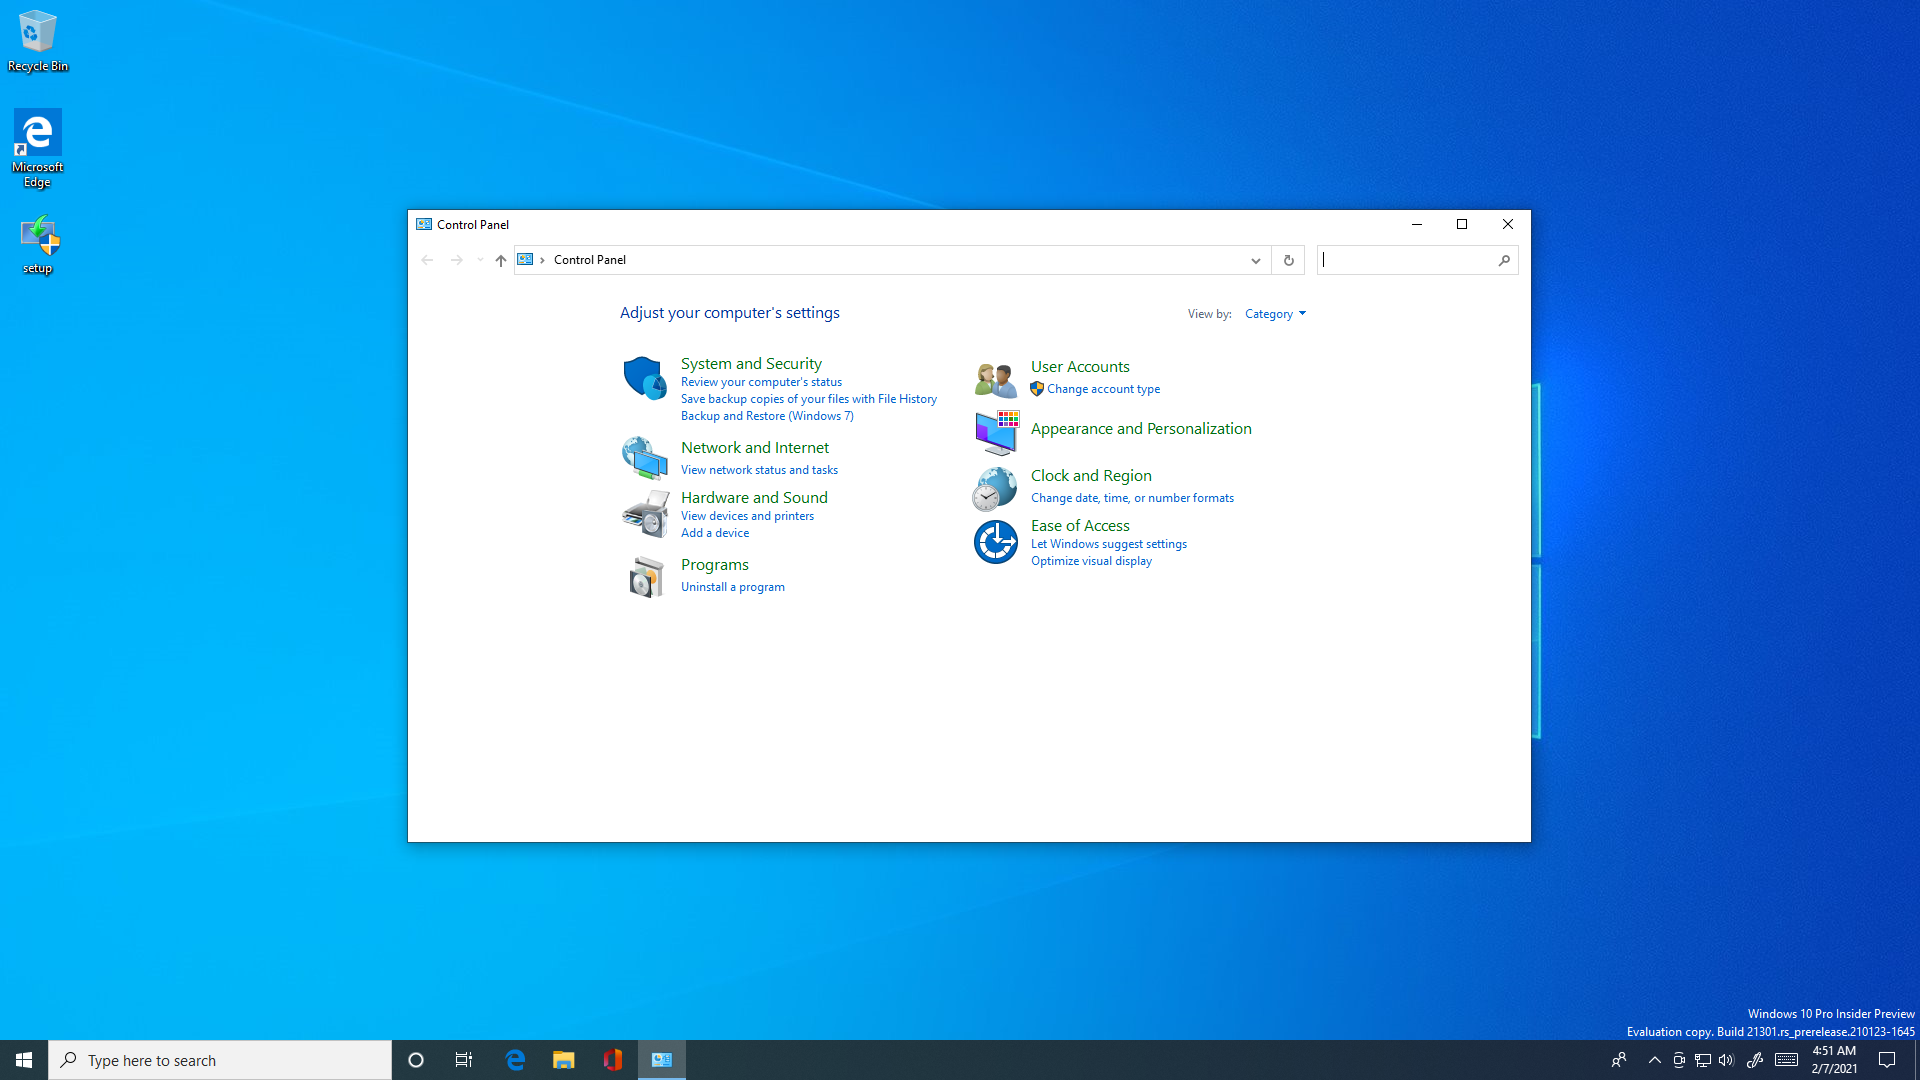 Recycle Bin
Microsoft
Edge
setup
Control Panel
Control Panel
Adjust your computer's settings
View by: Category
System and Security
Review your computer's status
Save backup copies of your files with File History
Backup and Restore (Windows 7)
Network and Internet
View network status and tasks
Hardware and Sound
View devices and printers
Add a device
Programs
Uninstall a program
User Accounts
Change account type
Appearance and Personalization
Clock and Region
Change date, time, or number formats
Ease of Access
Let Windows suggest settings
Optimize visual display
Windows 10 Pro Insider Preview
Evaluation copy. Build 21301.rs_prerelease.210123-1645
Type here to search
4:51 AM
2/7/2021